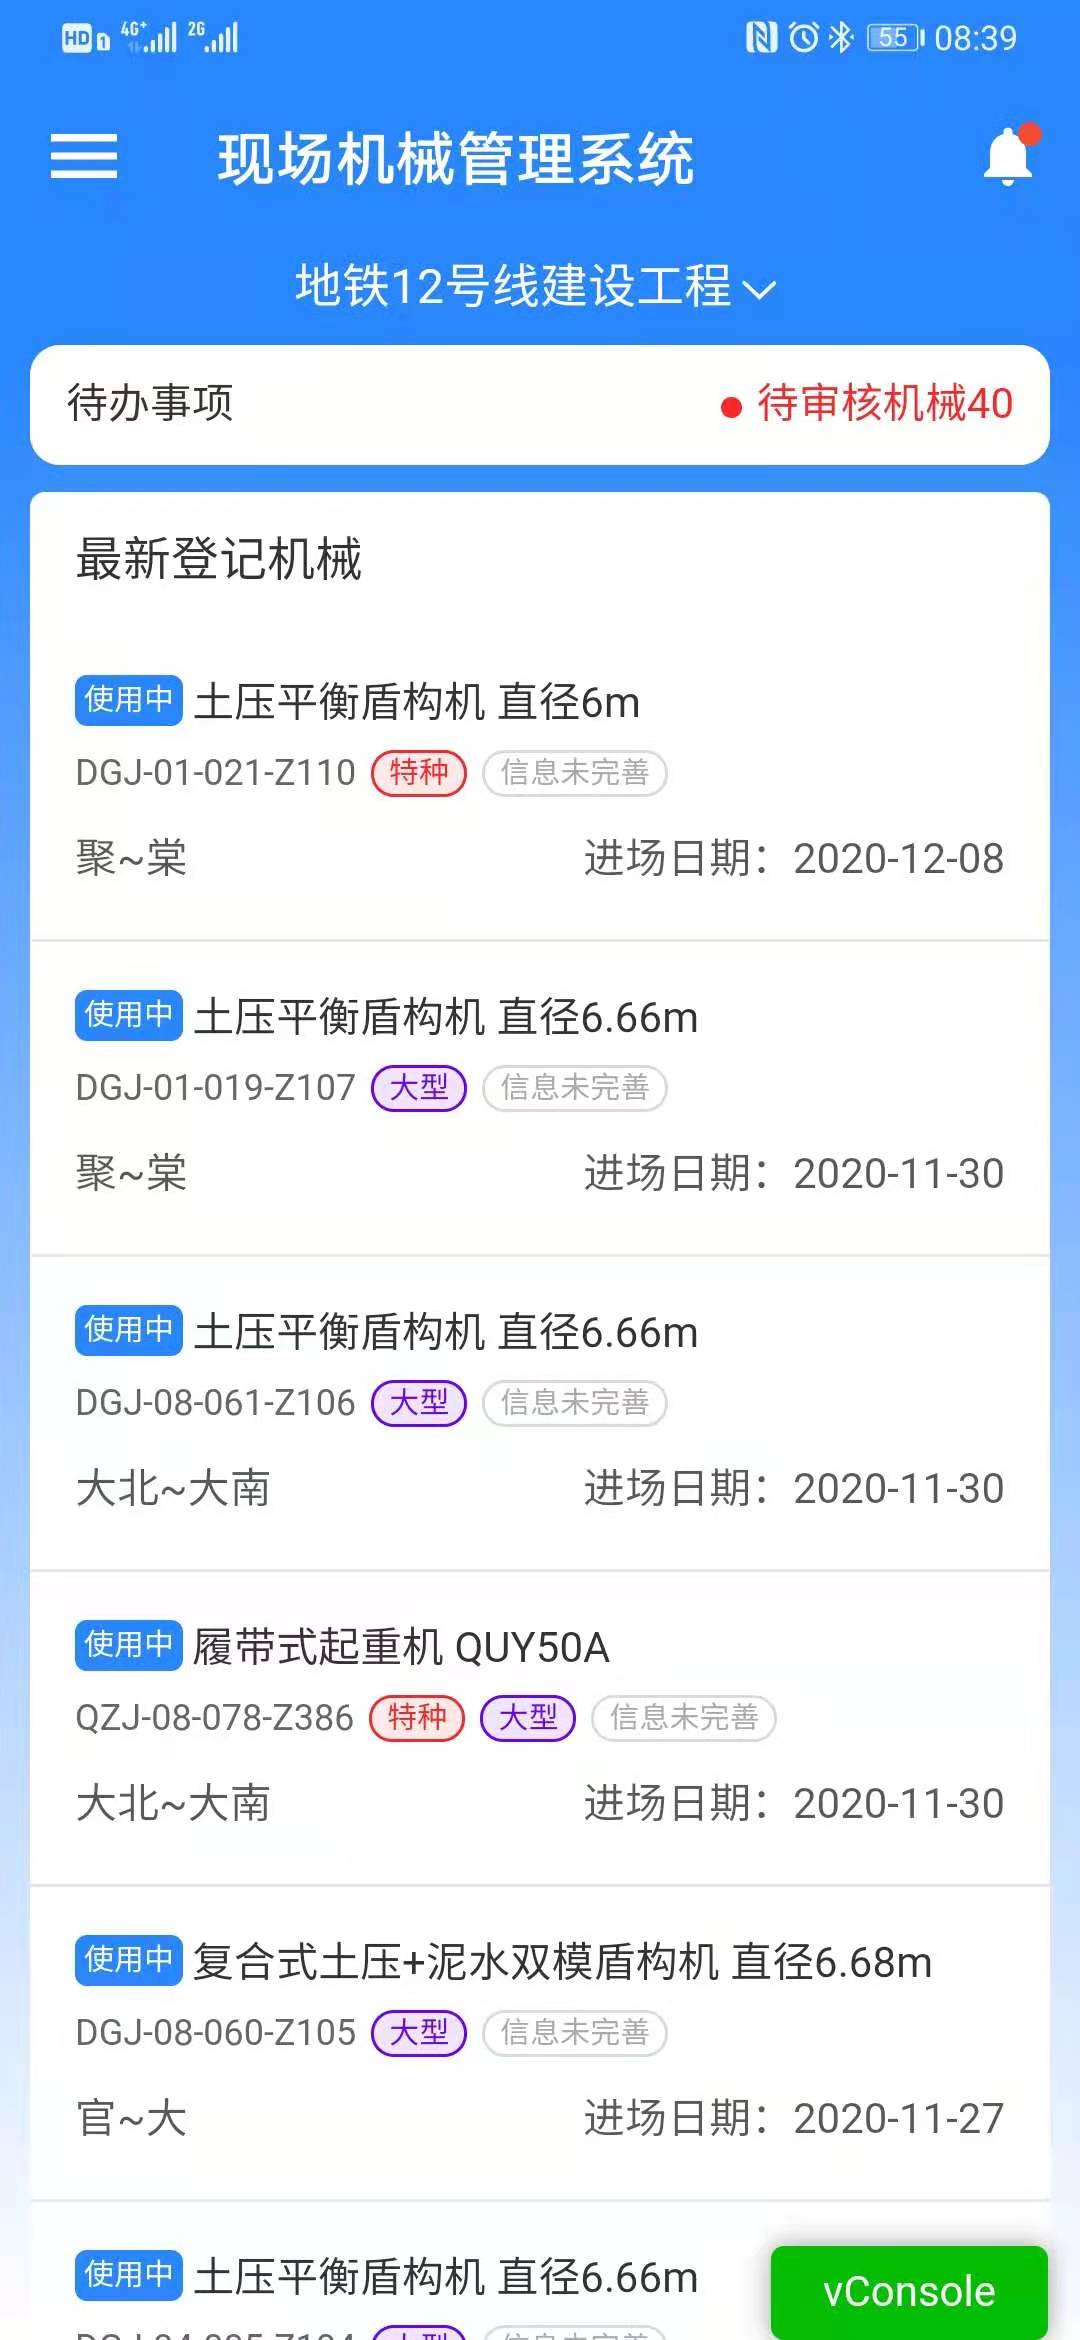 HD 1 4G+ 2G 55 08:39
现场机械管理系统
地铁12号线建设工程
待办事项 待审核机械40
最新登记机械
使用中 土压平衡盾构机 直径6m
DGJ-01-021-Z110 特种 信息未完善
聚~棠 进场日期：2020-12-08
使用中 土压平衡盾构机 直径6.66m
DGJ-01-019-Z107 大型 信息未完善
聚~棠 进场日期：2020-11-30
使用中 土压平衡盾构机 直径6.66m
DGJ-08-061-Z106 大型 信息未完善
大北~大南 进场日期：2020-11-30
使用中 履带式起重机 QUY50A
QZJ-08-078-Z386 特种 大型 信息未完善
大北~大南 进场日期：2020-11-30
使用中 复合式土压+泥水双模盾构机 直径6.68m
DGJ-08-060-Z105 大型 信息未完善
官~大 进场日期：2020-11-27
使用中 土压平衡盾构机 直径6.66m
vConsole